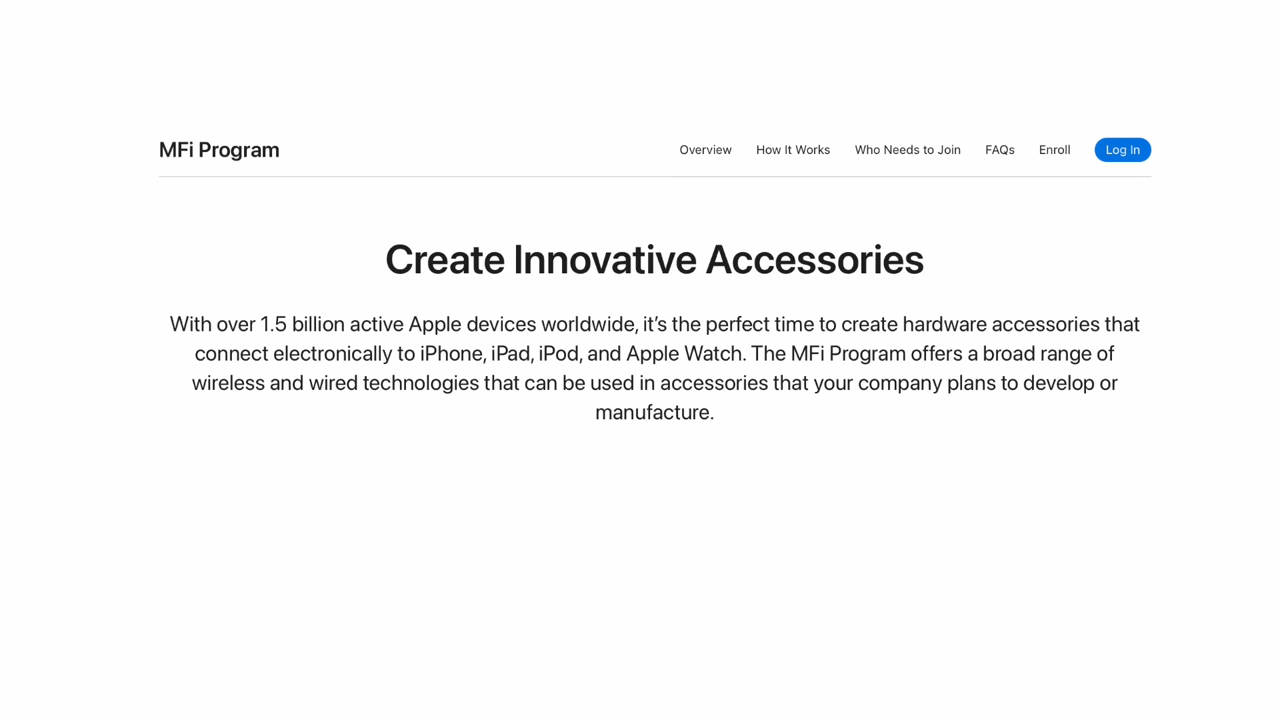 MFi Program
Overview How It Works Who Needs to Join FAQs Enroll Log In
Create Innovative Accessories
With over 1.5 billion active Apple devices worldwide, it’s the perfect time to create hardware accessories that
connect electronically to iPhone, iPad, iPod, and Apple Watch. The MFi Program offers a broad range of
wireless and wired technologies that can be used in accessories that your company plans to develop or
manufacture.